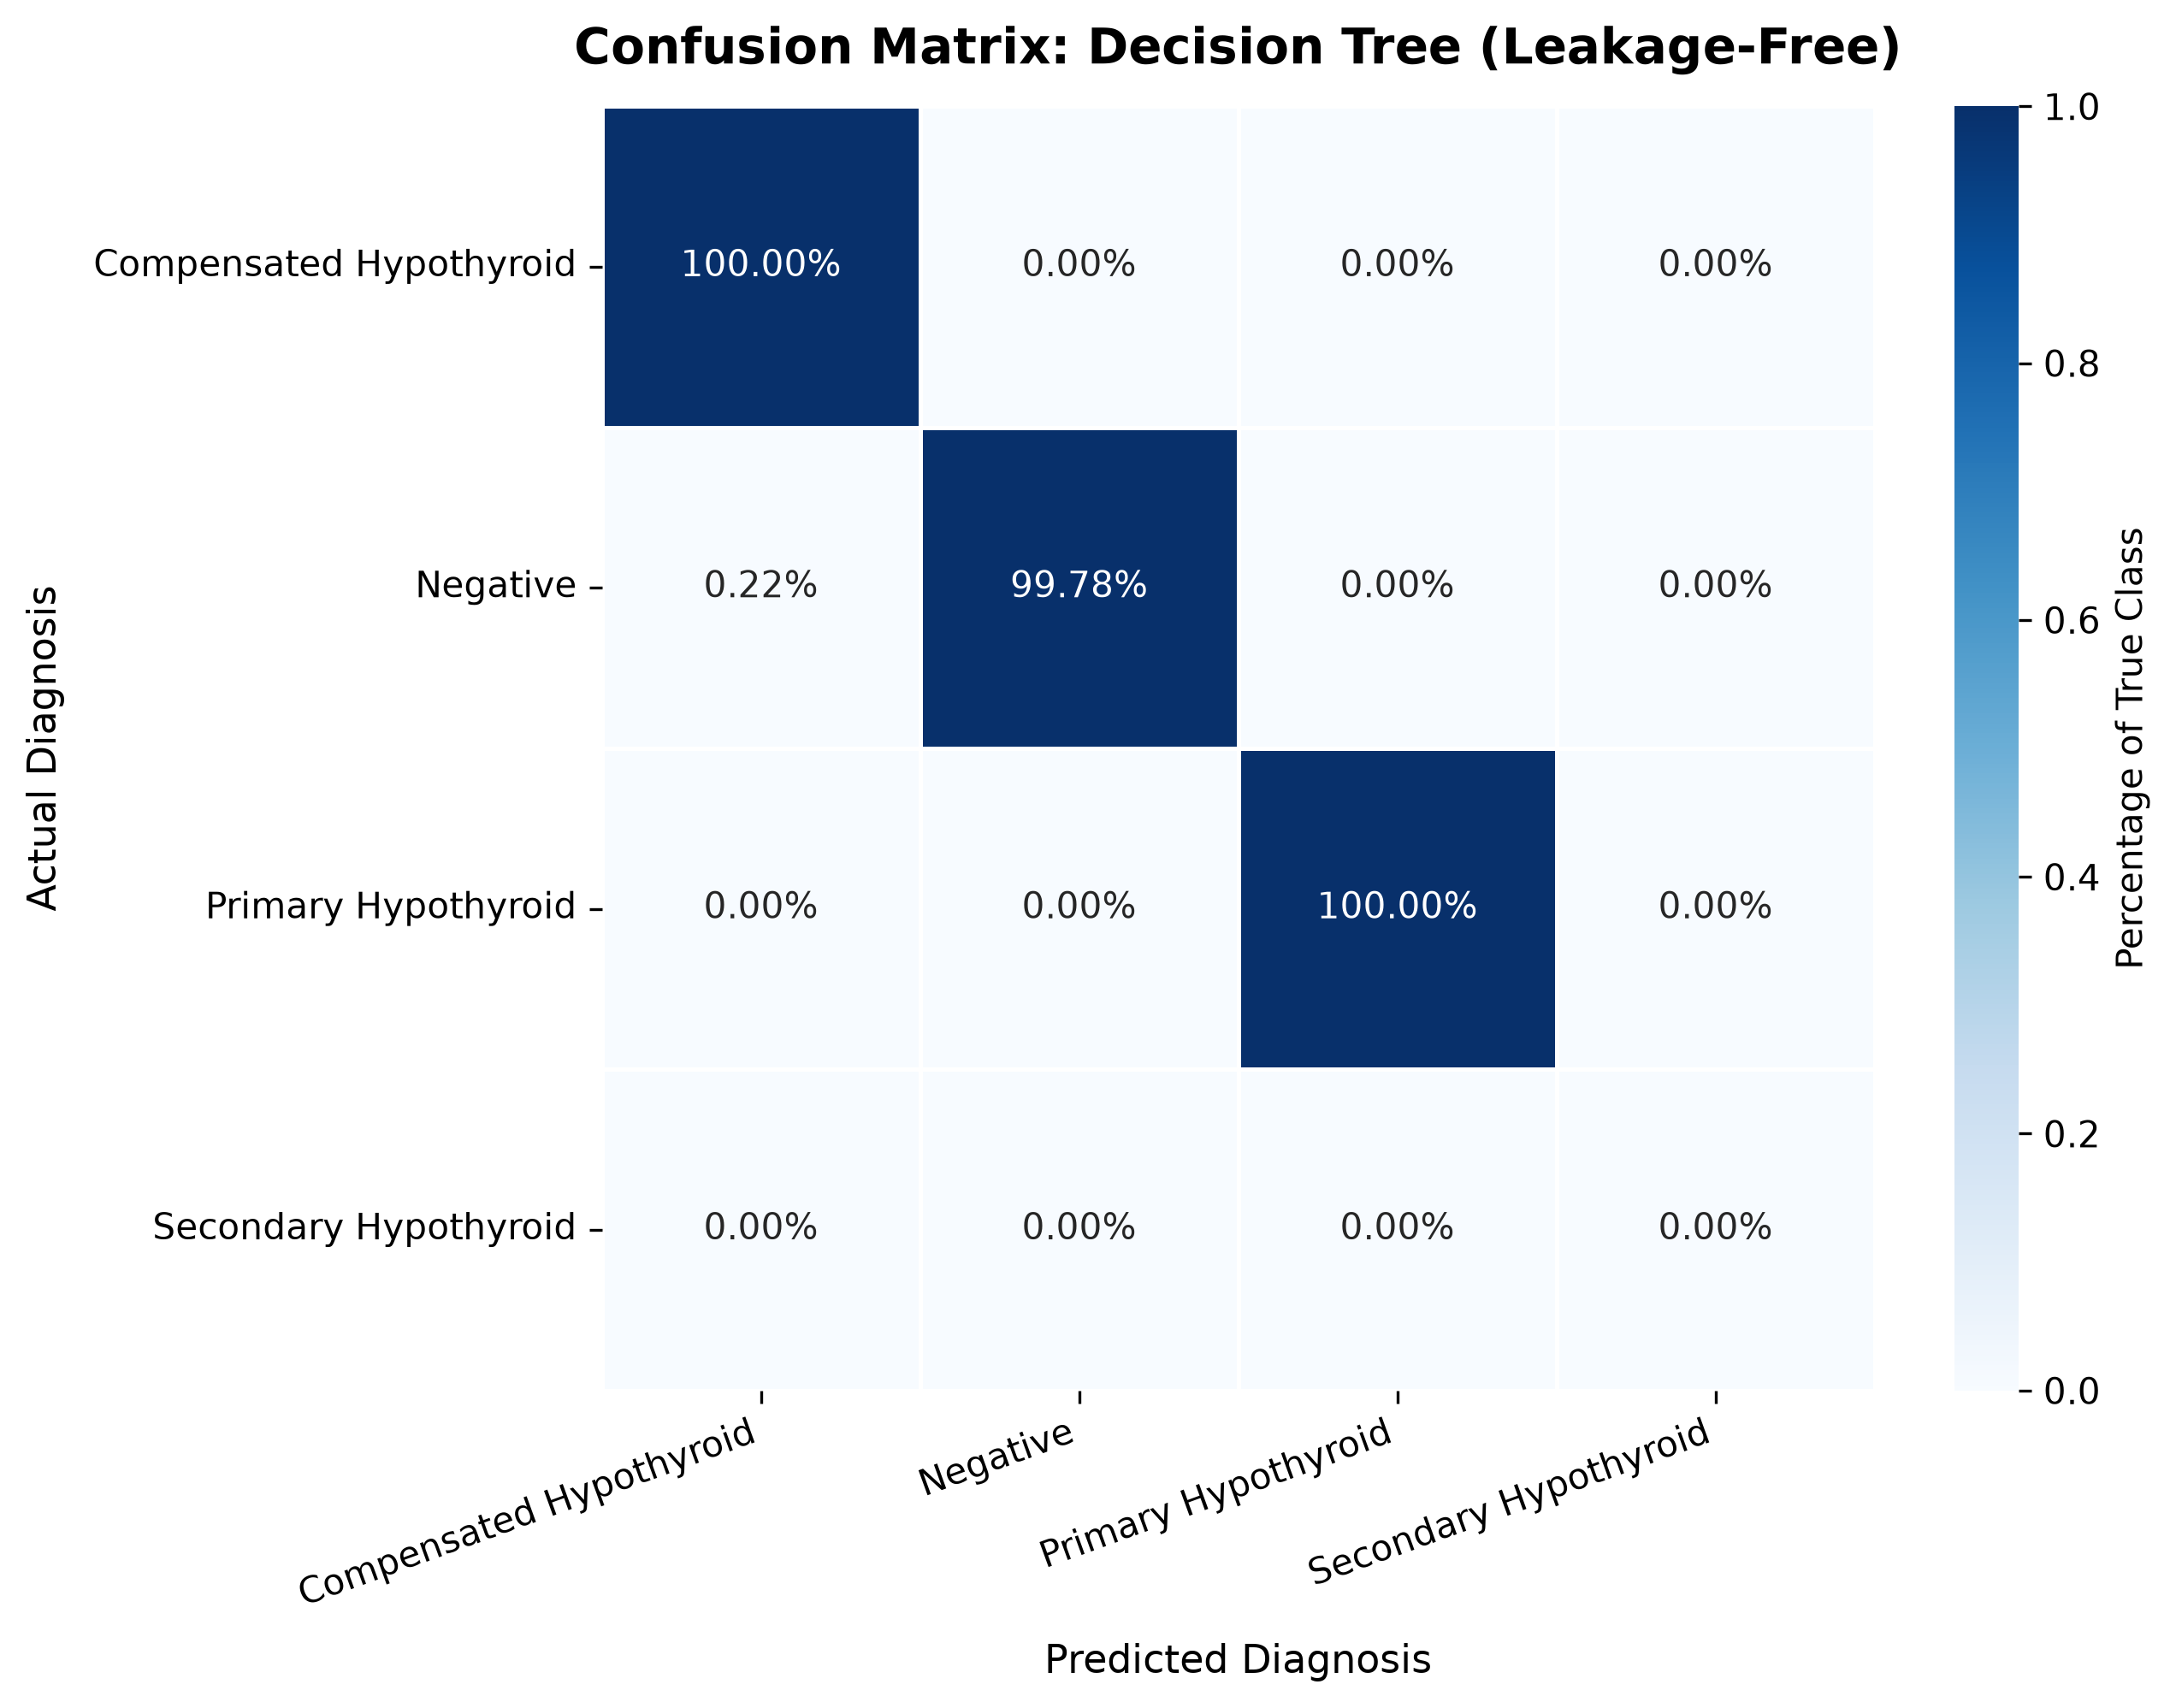 Confusion Matrix: Decision Tree (Leakage-Free)
Actual Diagnosis
Compensated Hypothyroid 100.00% 0.00% 0.00% 0.00%
Negative 0.22% 99.78% 0.00% 0.00%
Primary Hypothyroid 0.00% 0.00% 100.00% 0.00%
Secondary Hypothyroid 0.00% 0.00% 0.00% 0.00%
Compensated Hypothyroid
Negative
Primary Hypothyroid
Secondary Hypothyroid
Predicted Diagnosis
1.0
0.8
0.6
0.4
0.2
0.0
Percentage of True Class